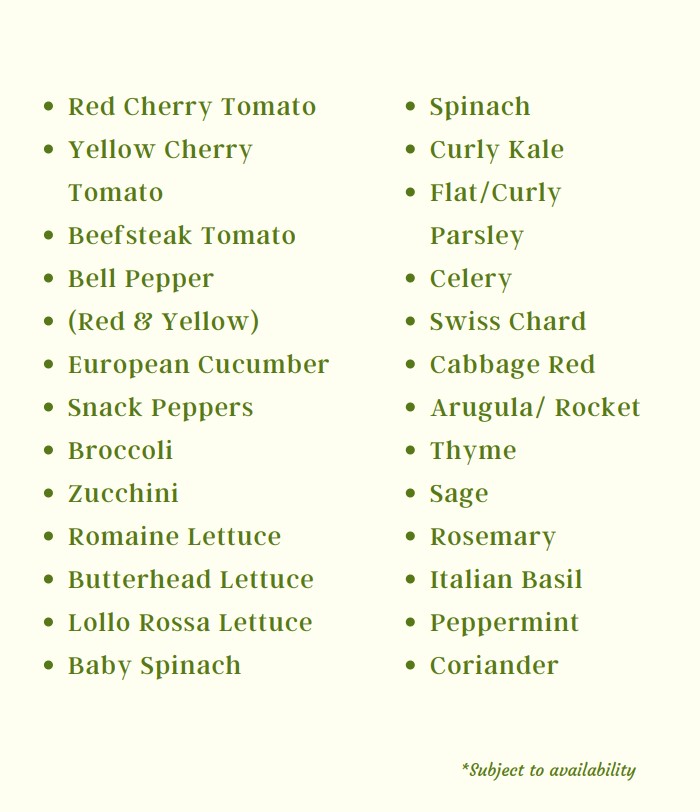 • Red Cherry Tomato
• Yellow Cherry
Tomato
• Beefsteak Tomato
• Bell Pepper
• (Red & Yellow)
• European Cucumber
• Snack Peppers
• Broccoli
• Zucchini
• Romaine Lettuce
• Butterhead Lettuce
• Lollo Rossa Lettuce
• Baby Spinach
• Spinach
• Curly Kale
• Flat/Curly
Parsley
• Celery
• Swiss Chard
• Cabbage Red
• Arugula/ Rocket
• Thyme
• Sage
• Rosemary
• Italian Basil
• Peppermint
• Coriander
*Subject to availability